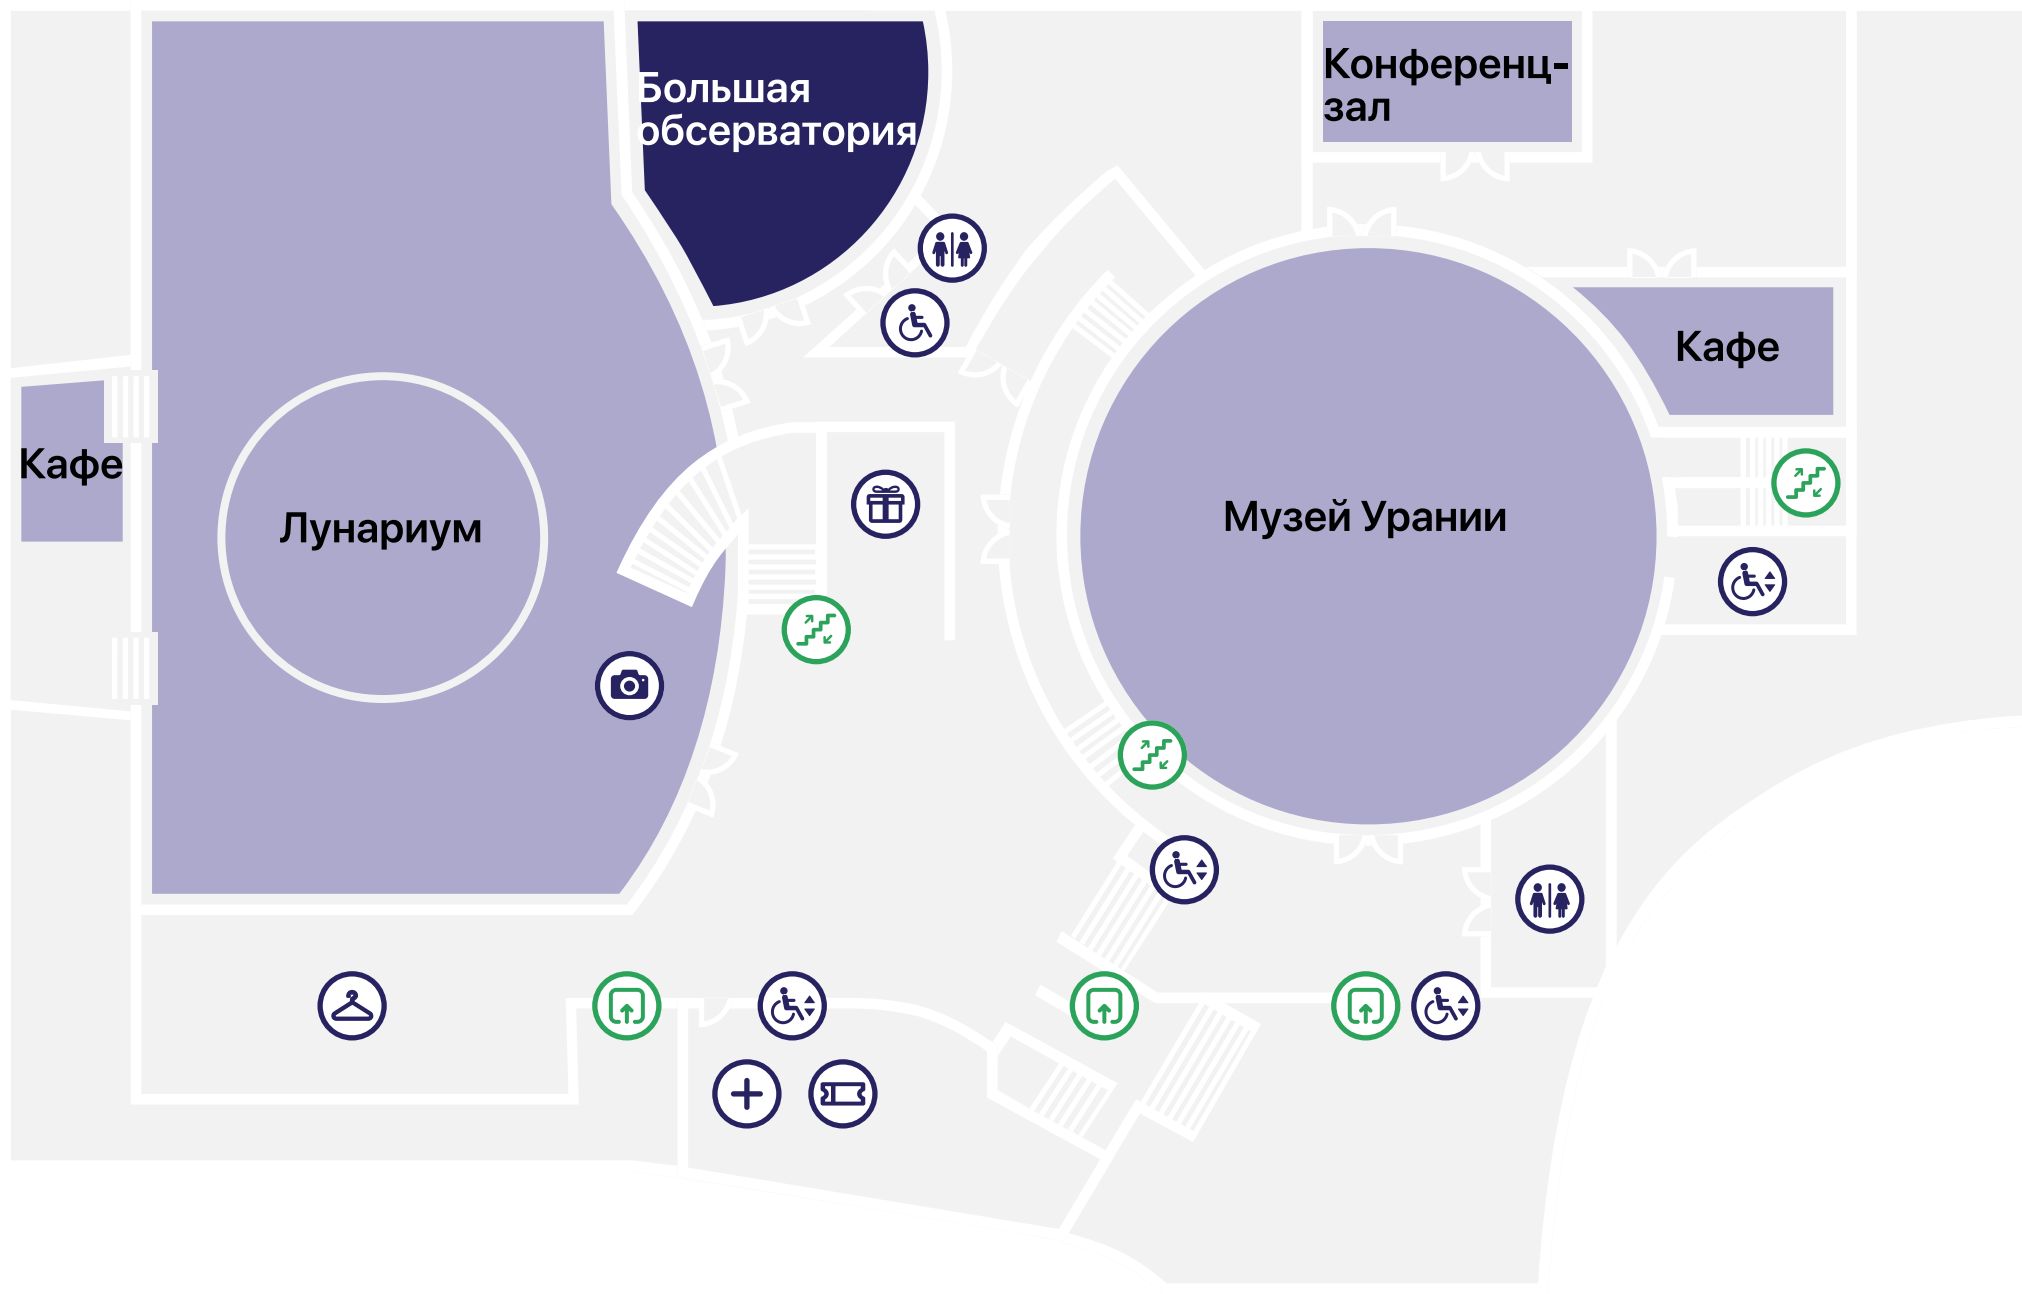 Большая
обсерватория
Конференц-
зал
Кафе
Кафе
Лунариум
Музей Урании